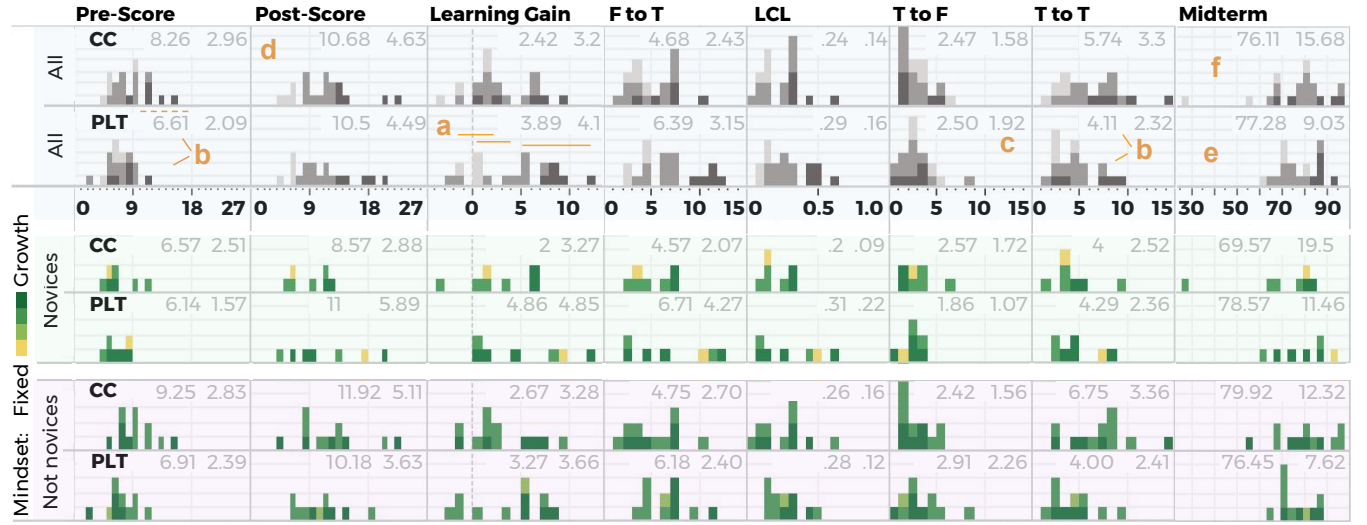 Pre-Score Post-Score Learning Gain F to T LCL T to F T to T Midterm
CC 8.26 2.96 d 10.68 4.63 2.42 3.2 4.68 2.43 .24 .14 2.47 1.58 5.74 3.3 76.11 15.68
All f
PLT 6.61 2.09 10.5 4.49 a 3.89 4.1 6.39 3.15 .29 .16 2.50 1.92 4.11 2.32 77.28 9.03
All b c b e
0 9 18 27 0 9 18 27 0 5 10 0 5 10 15 0 0.5 1.0 0 5 10 15 0 5 10 15 30 50 70 90
CC 6.57 2.51 8.57 2.88 2 3.27 4.57 2.07 .2 .09 2.57 1.72 4 2.52 69.57 19.5
Novices
PLT 6.14 1.57 11 5.89 4.86 4.85 6.71 4.27 .31 .22 1.86 1.07 4.29 2.36 78.57 11.46
CC 9.25 2.83 11.92 5.11 2.67 3.28 4.75 2.70 .26 .16 2.42 1.56 6.75 3.36 79.92 12.32
Not novices
PLT 6.91 2.39 10.18 3.63 3.27 3.66 6.18 2.40 .28 .12 2.91 2.26 4.00 2.41 76.45 7.62
Mindset: Fixed Growth